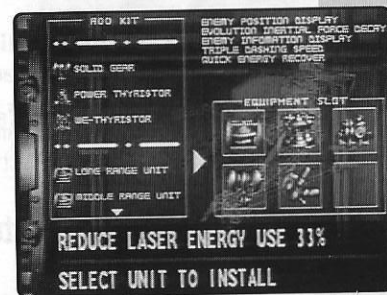 ADD KIT
SOLID GEAR
POWER THYRISTOR
WE-THYRISTOR
LONG RANGE UNIT
MIDDLE RANGE UNIT
ENEMY POSITION DISPLAY
EVOLUTION INERTIAL FORCE DECAY
ENEMY INFOMATION DISPLAY
TRIPLE DASHING SPEED
QUICK ENERGY RECOVER
EQUIPMENT SLOT
REDUCE LASER ENERGY USE 33%
SELECT UNIT TO INSTALL